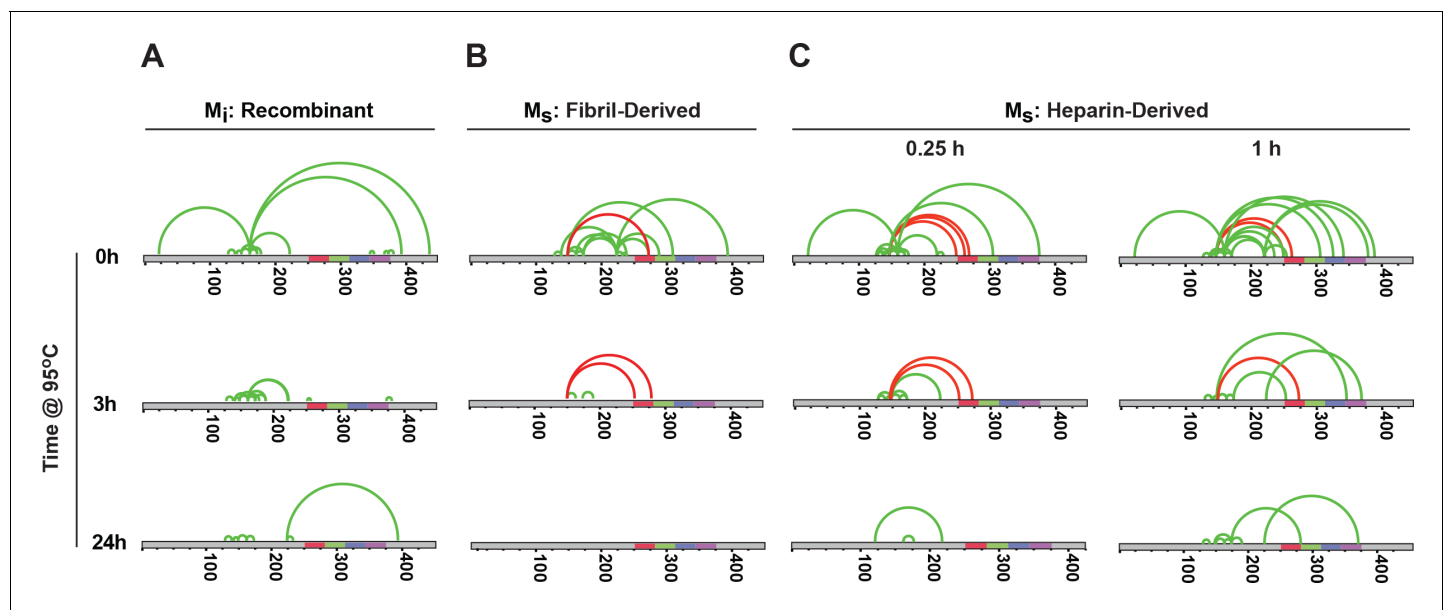 A B C
Mi: Recombinant Ms: Fibril-Derived Ms: Heparin-Derived
0.25 h 1 h
0h
100 200 300 400 100 200 300 400 100 200 300 400 100 200 300 400
Time @ 95°C
3h
100 200 300 400 100 200 300 400 100 200 300 400 100 200 300 400
24h
100 200 300 400 100 200 300 400 100 200 300 400 100 200 300 400